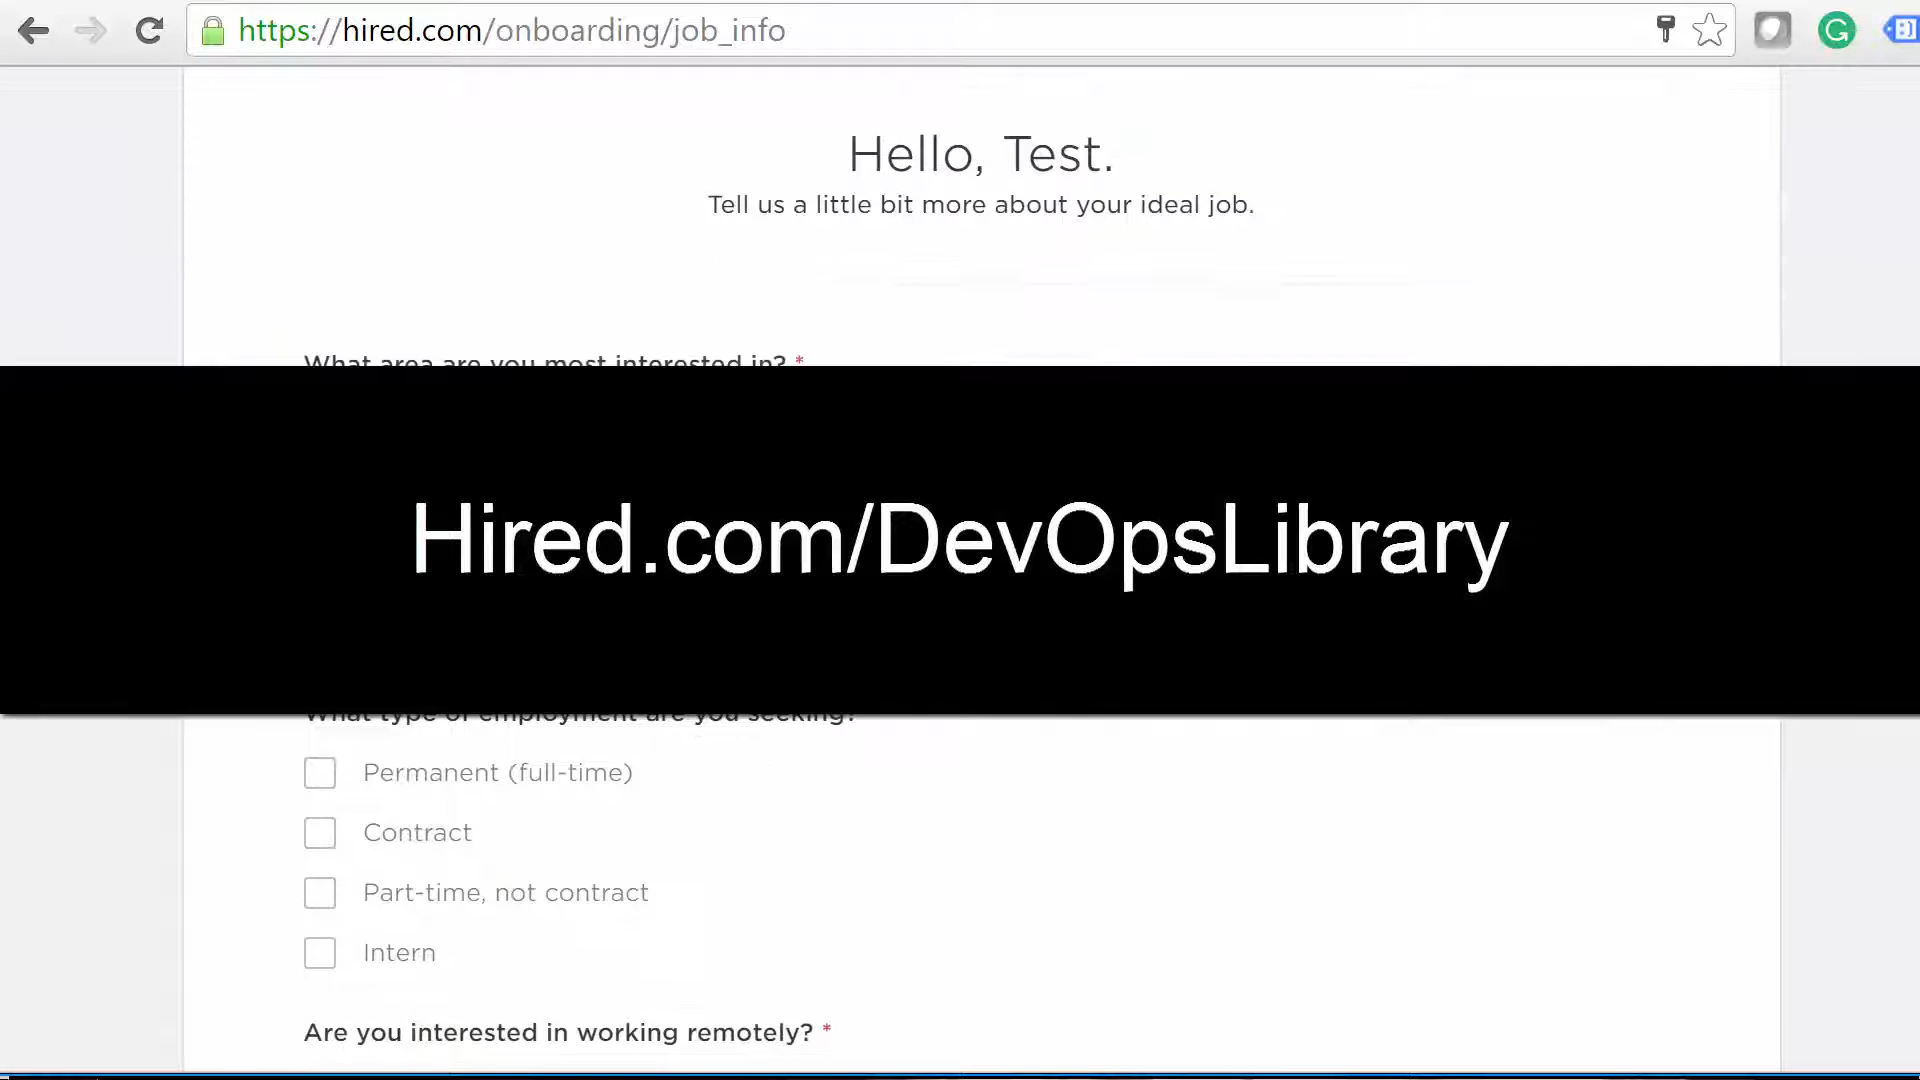 https://hired.com/onboarding/job_info
Hello, Test.
Tell us a little bit more about your ideal job.
What area are you most interested in? *
Hired.com/DevOpsLibrary
What type of employment are you seeking?
Permanent (full-time)
Contract
Part-time, not contract
Intern
Are you interested in working remotely? *